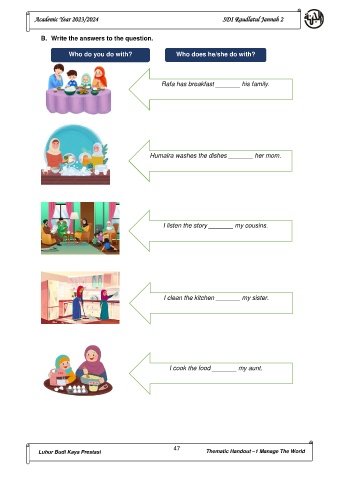 Academic Year 2023/2024
SDI Raudlatul Jannah 2
B. Write the answers to the question.
Who do you do with?
Who does he/she do with?
Rafa has breakfast _______ his family.
Humaira washes the dishes _______ her mom.
I listen the story _______ my cousins.
I clean the kitchen _______ my sister.
I cook the food _______ my aunt.
Luhur Budi Kaya Prestasi
47
Thematic Handout – I Manage The World